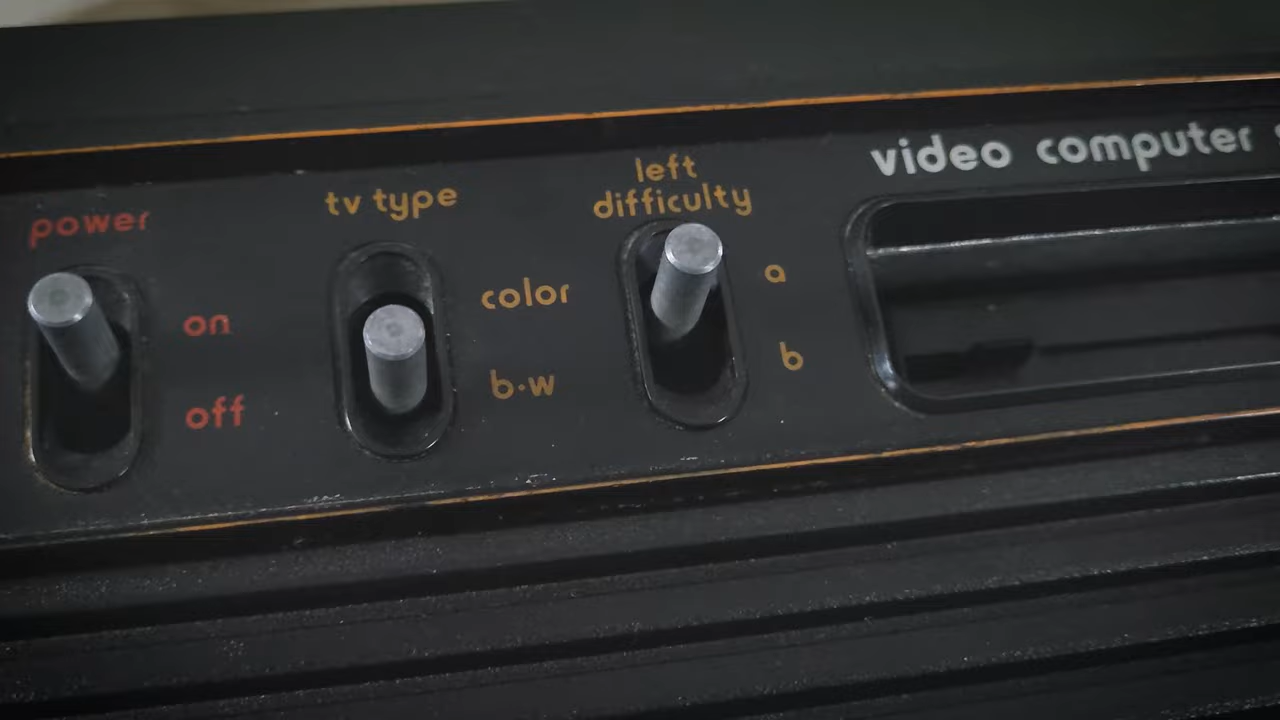 power
on
off
tv type
color
b·w
left
difficulty
a
b
video computer